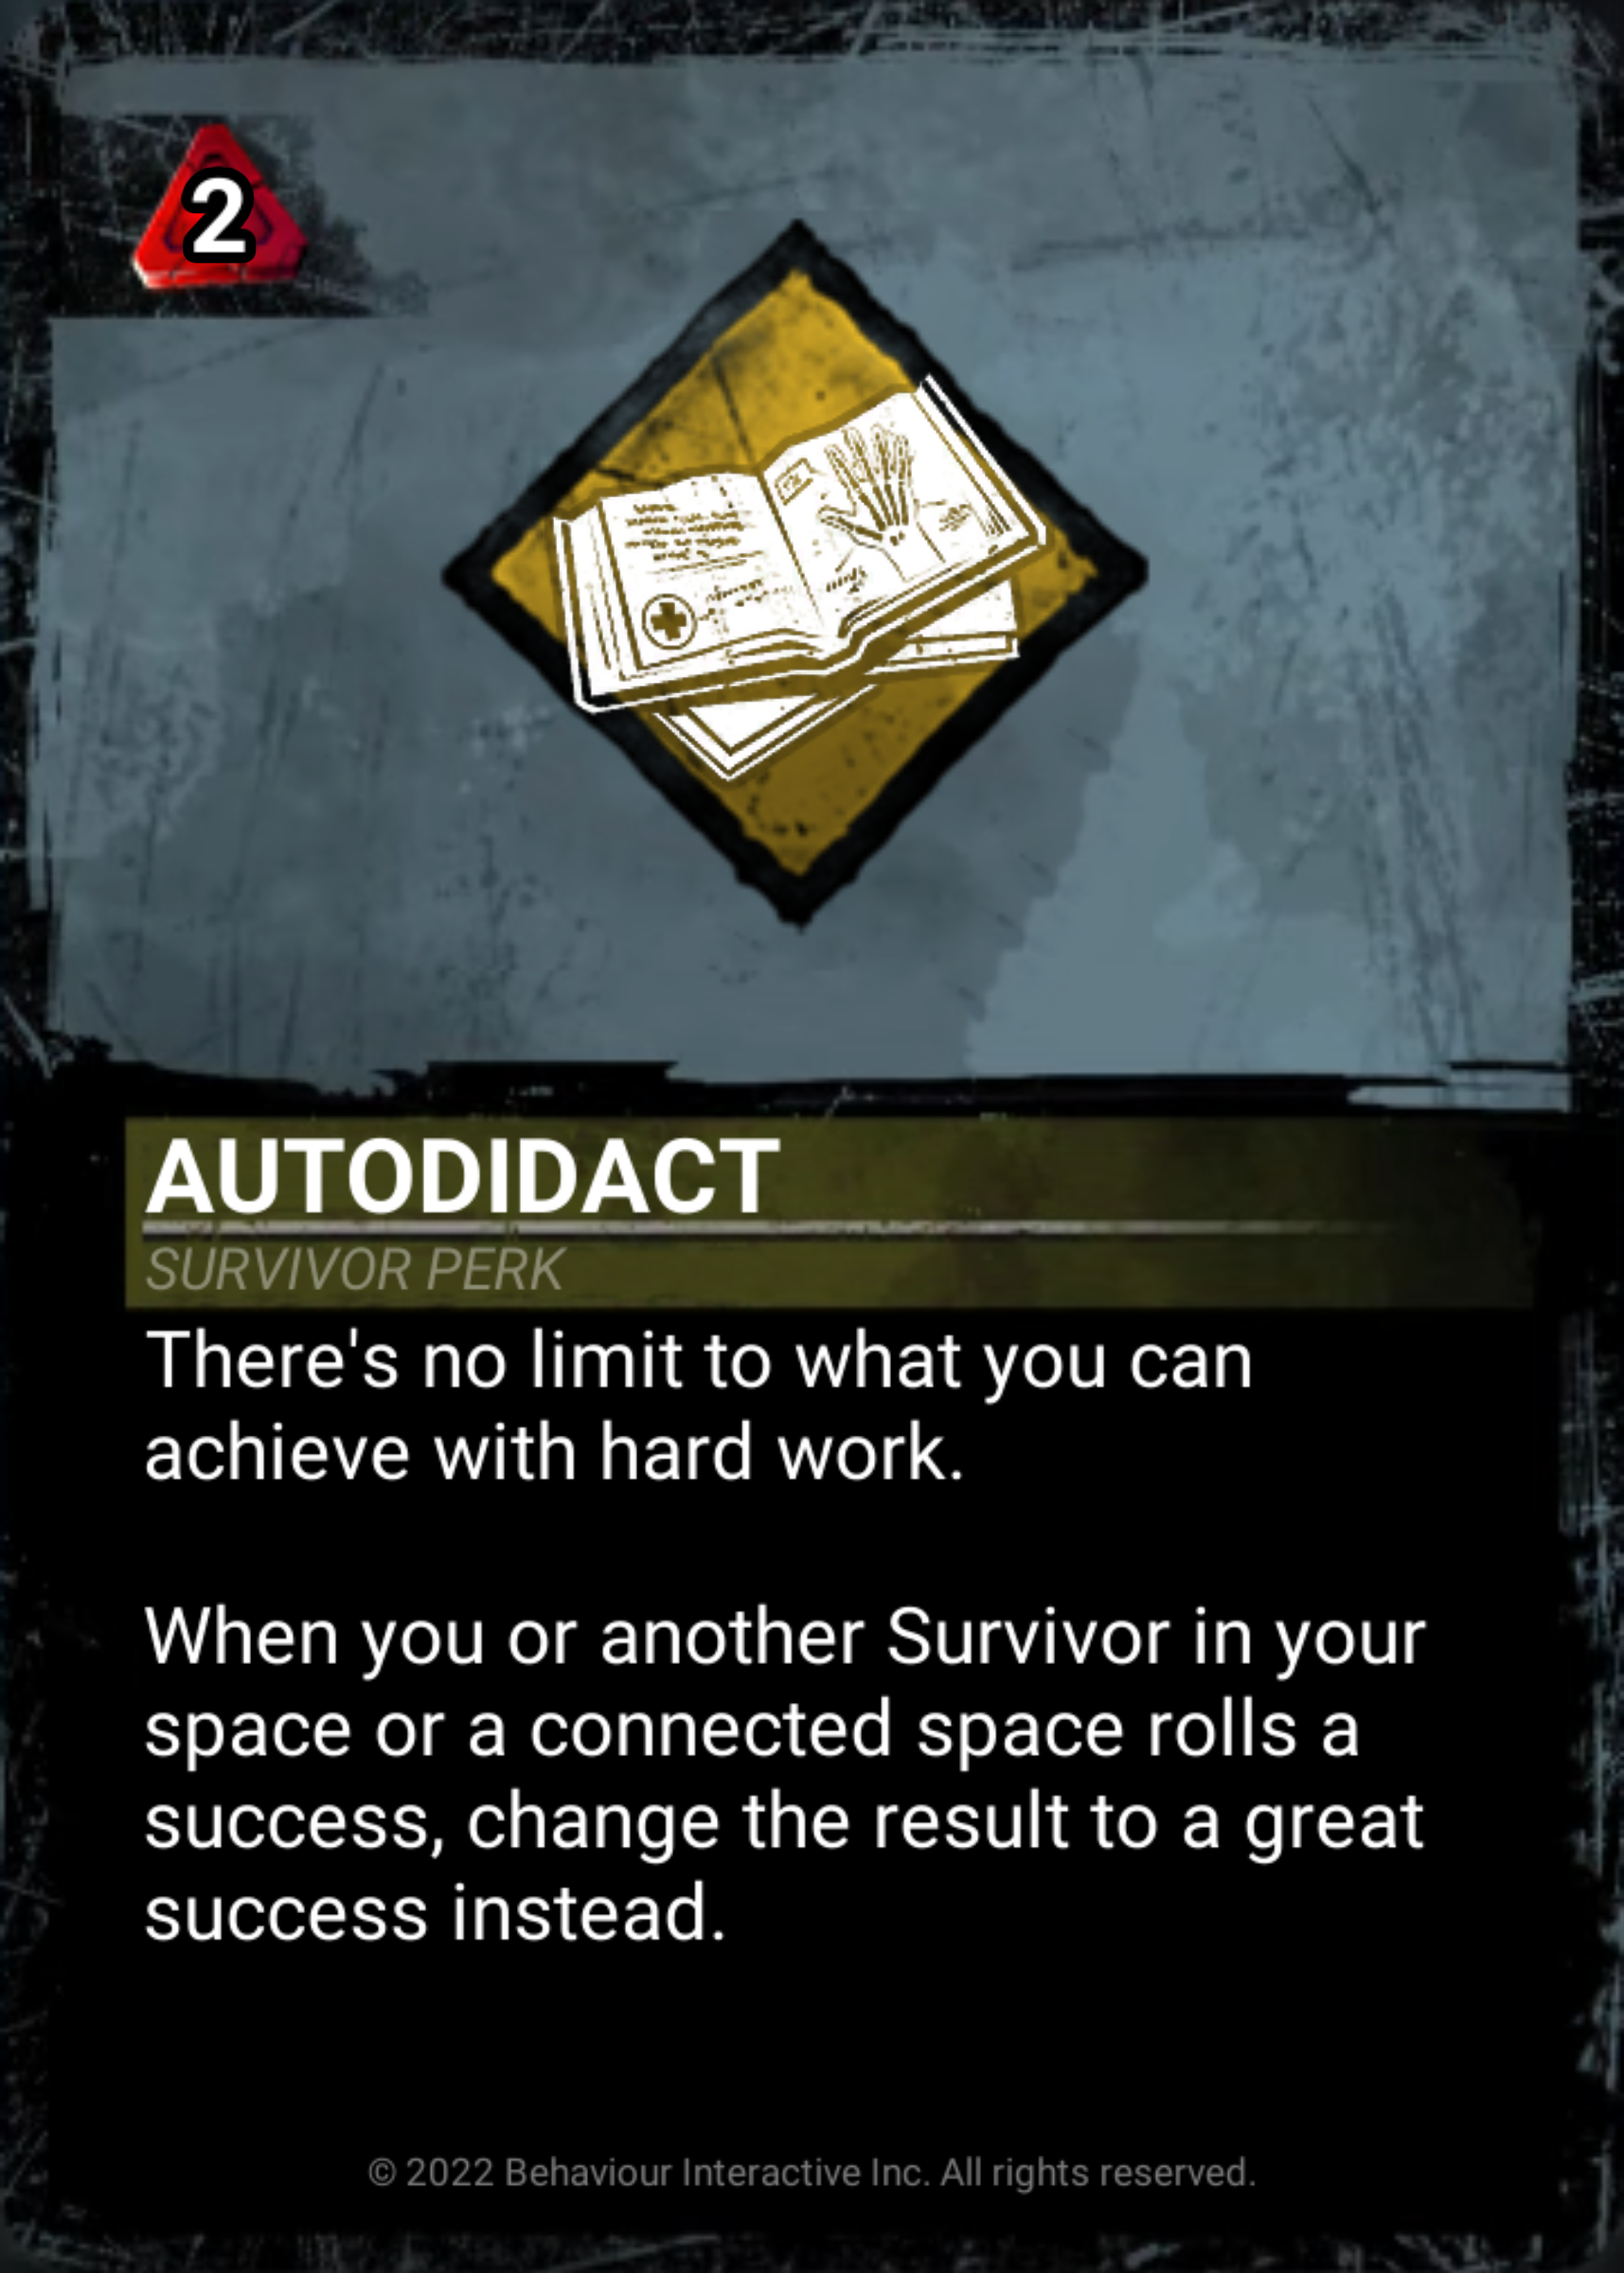 2
AUTODIDACT
SURVIVOR PERK
There's no limit to what you can
achieve with hard work.
When you or another Survivor in your
space or a connected space rolls a
success, change the result to a great
success instead.
© 2022 Behaviour Interactive Inc. All rights reserved.